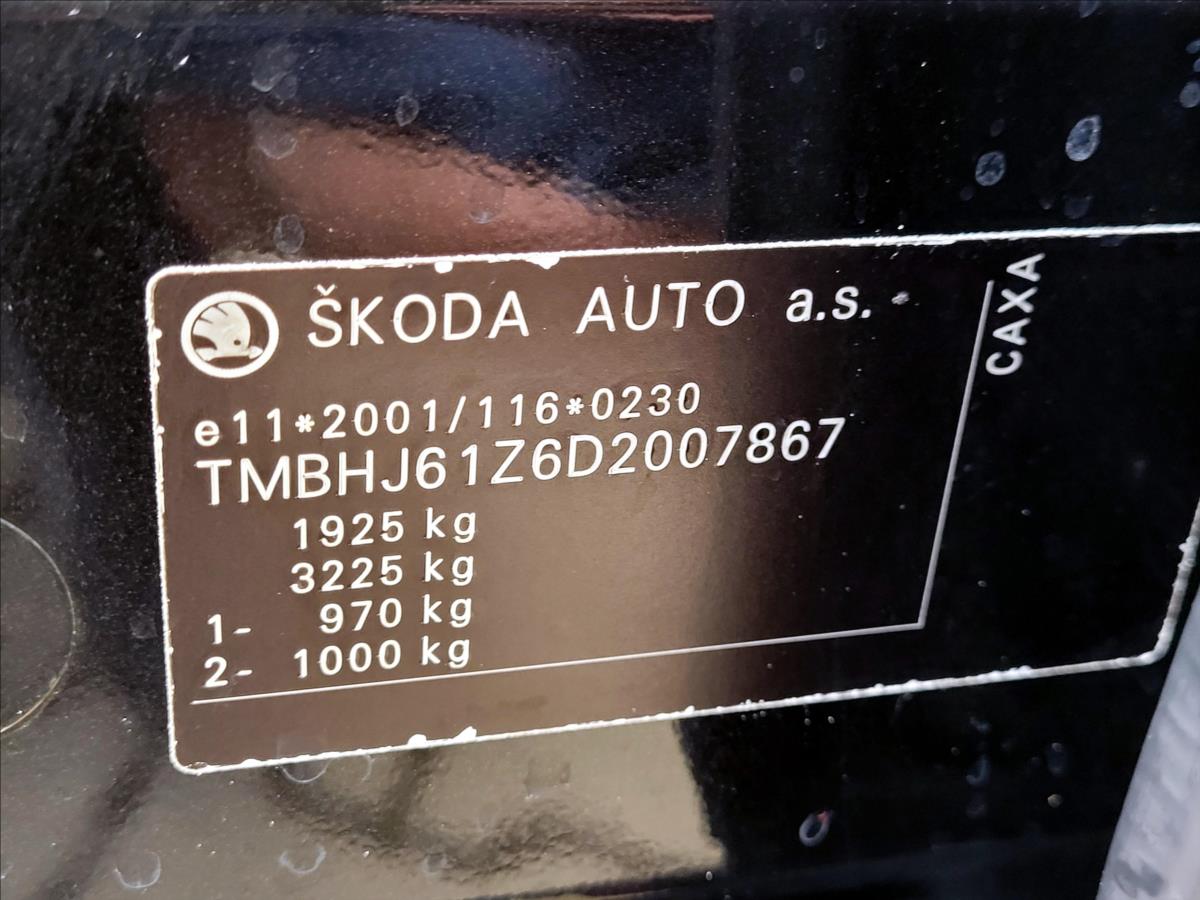 ŠKODA AUTO a.s.
e11*2001/116*0230
TMBHJ61Z6D2007867
1925 kg
3225 kg
1- 970 kg
2- 1000 kg
CAXA